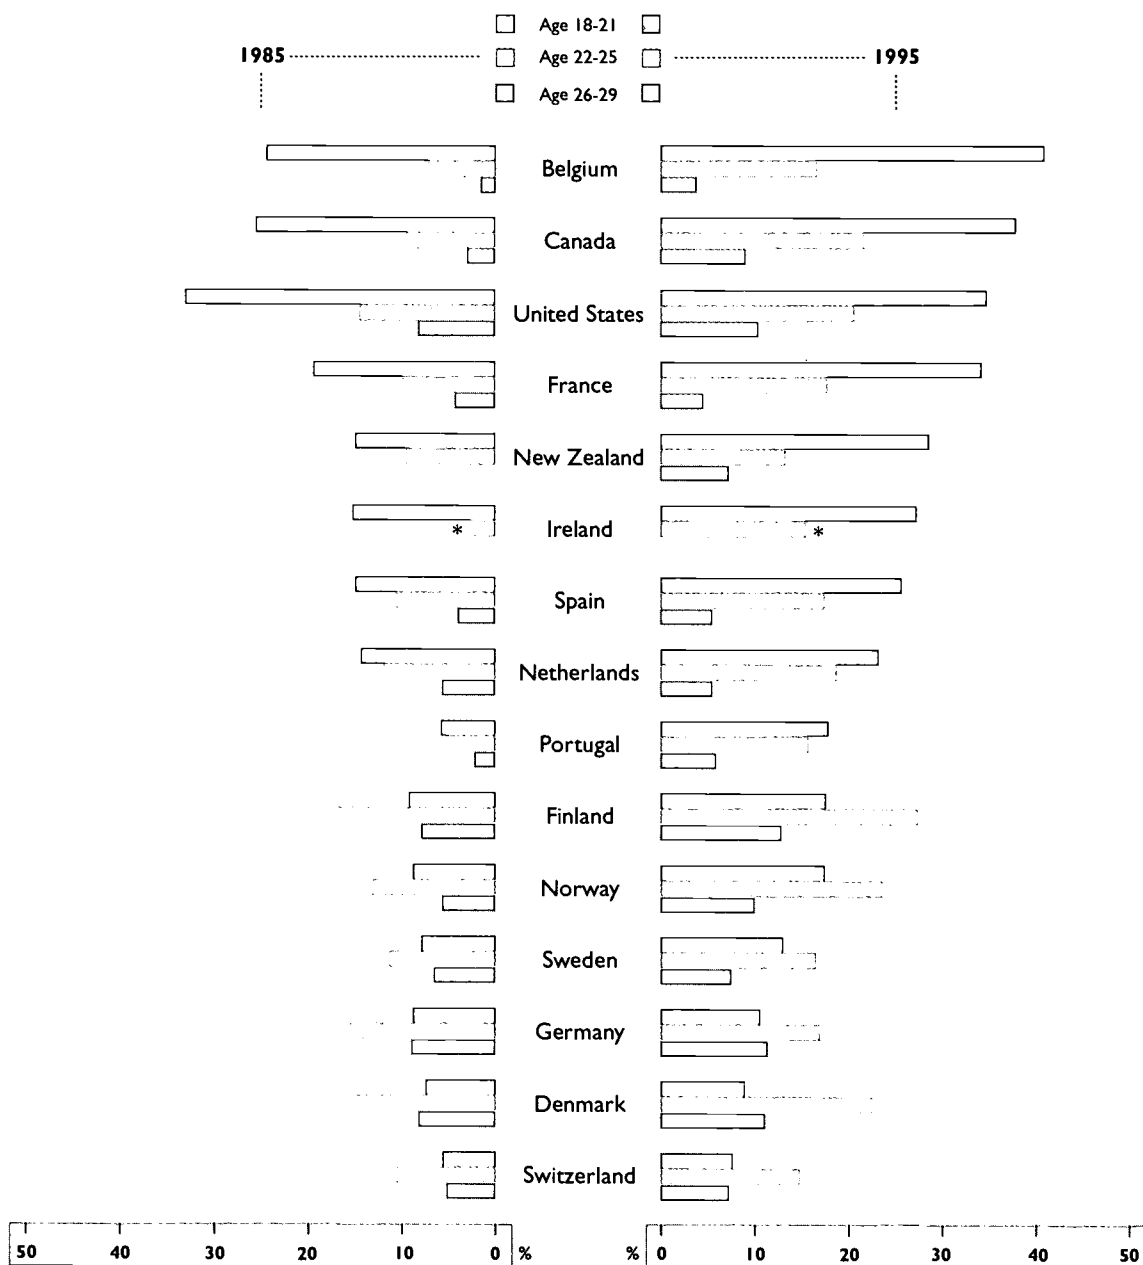 Age 18-21
1985 Age 22-25 1995
Age 26-29
Belgium
Canada
United States
France
New Zealand
* Ireland *
Spain
Netherlands
Portugal
Finland
Norway
Sweden
Germany
Denmark
Switzerland
50 40 30 20 10 0 % % 0 10 20 30 40 50